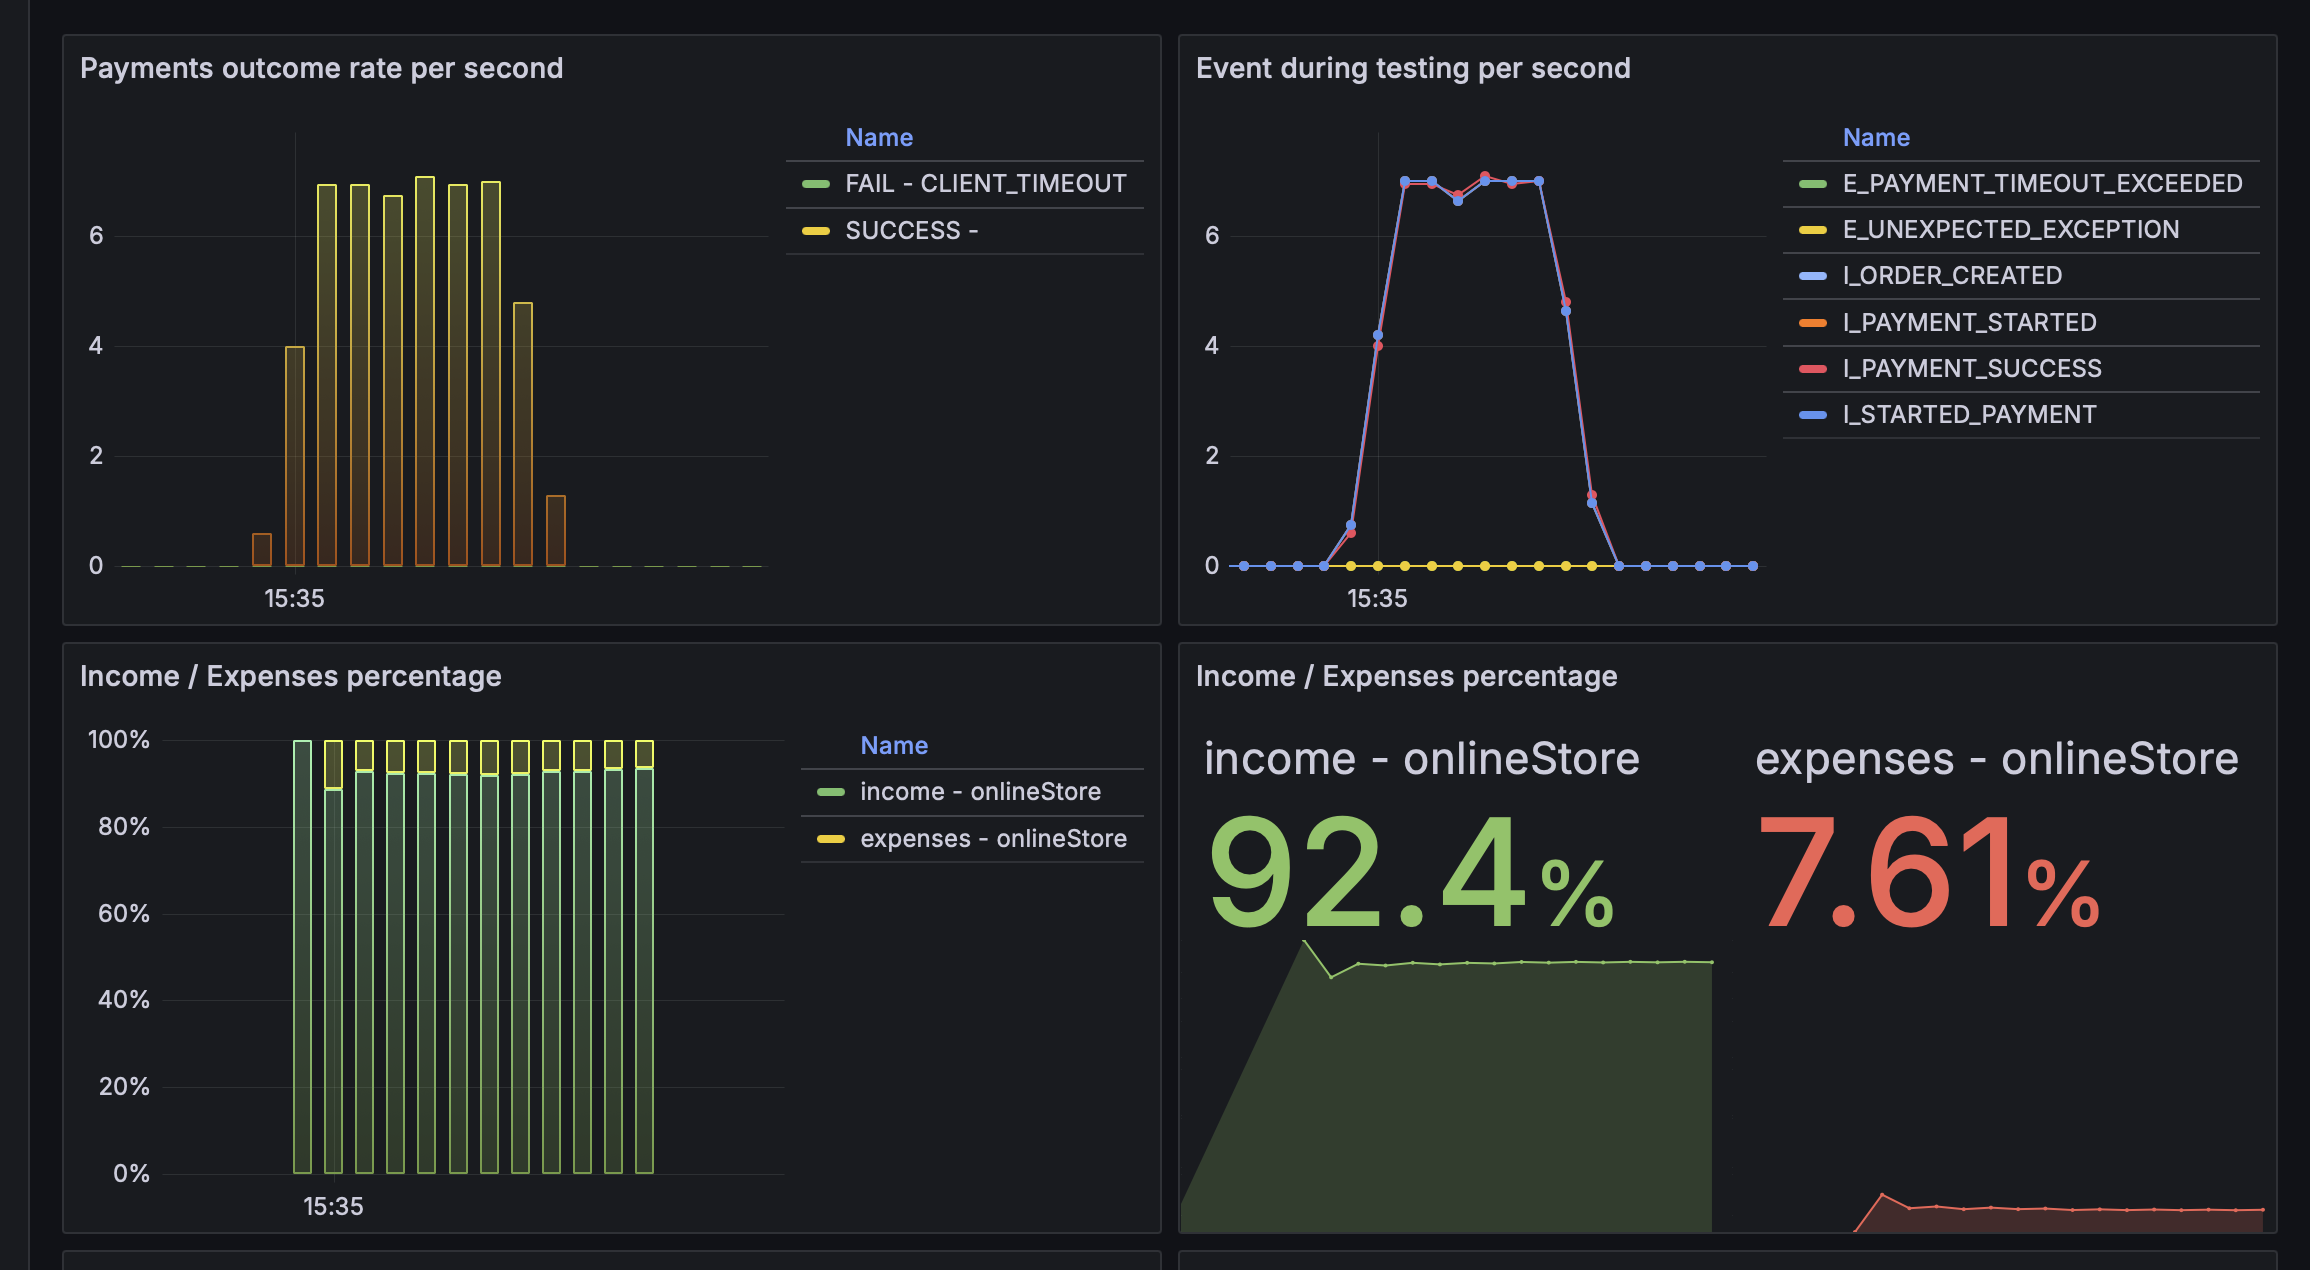 Payments outcome rate per second
6
4
2
0
15:35
Name
FAIL - CLIENT_TIMEOUT
SUCCESS -
Event during testing per second
6
4
2
0
15:35
Name
E_PAYMENT_TIMEOUT_EXCEEDED
E_UNEXPECTED_EXCEPTION
I_ORDER_CREATED
I_PAYMENT_STARTED
I_PAYMENT_SUCCESS
I_STARTED_PAYMENT
Income / Expenses percentage
100%
80%
60%
40%
20%
0%
15:35
Name
income - onlineStore
expenses - onlineStore
Income / Expenses percentage
income - onlineStore
92.4%
expenses - onlineStore
7.61%